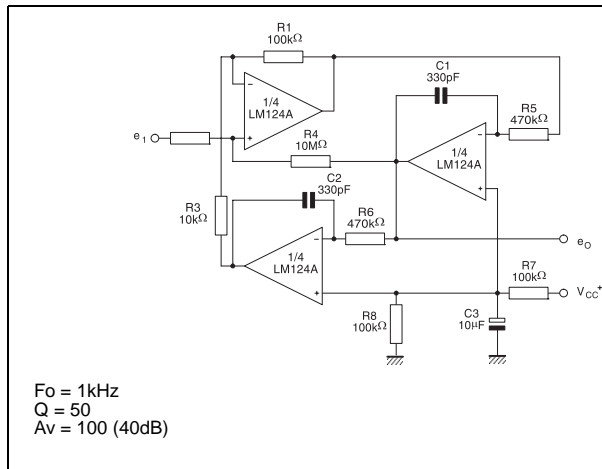 R1
100kΩ
C1
330pF
1/4
LM124A
R5
470kΩ
e1
R4
10MΩ
1/4
LM124A
C2
330pF
R3
10kΩ
R6
470kΩ
1/4
LM124A
eO
R7
100kΩ
VCC+
R8
100kΩ
C3
10µF
Fo = 1kHz
Q = 50
Av = 100 (40dB)